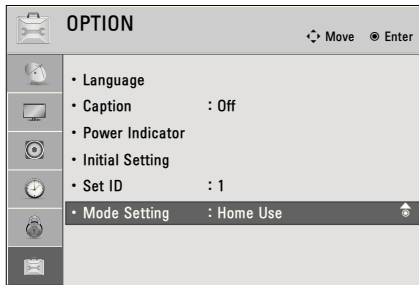 OPTION
Move Enter
• Language
• Caption : Off
• Power Indicator
• Initial Setting
• Set ID : 1
• Mode Setting : Home Use